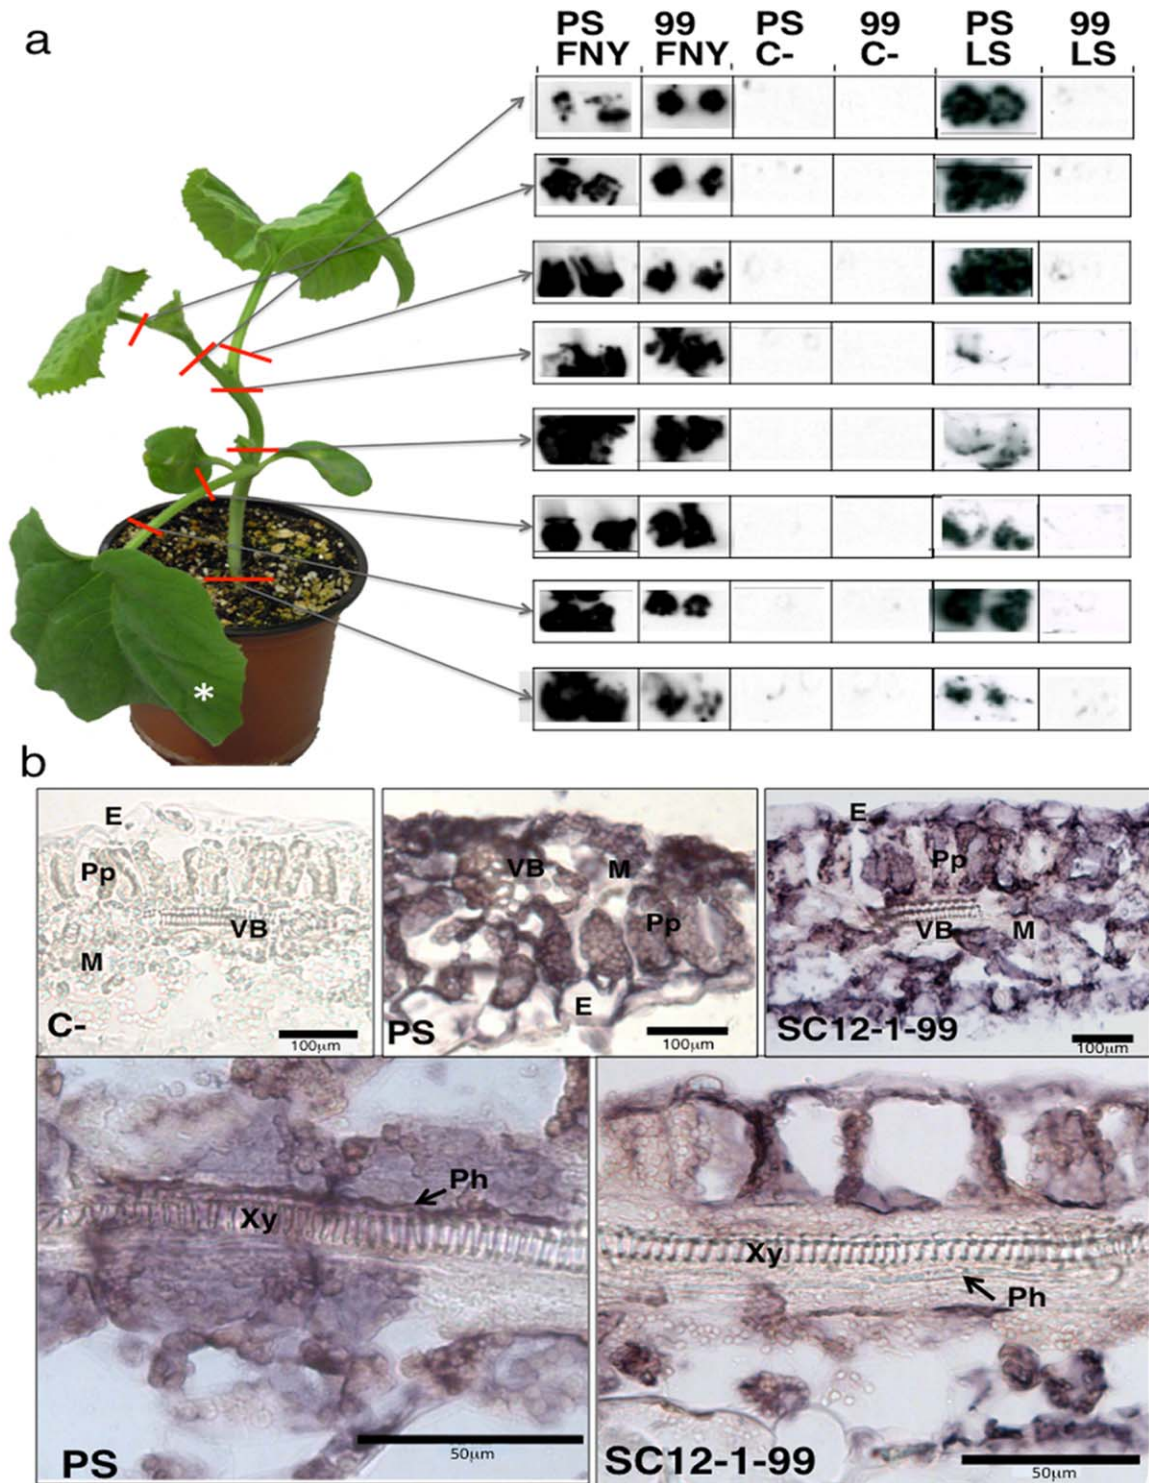 a
PS 99 PS 99 PS 99
FNY FNY C- C- LS LS
*
b
E
Pp
VB
M
C-
100µm
VB
M
Pp
E
PS
100µm
E
Pp
VB
M
SC12-1-99
100µm
Ph
Xy
PS
50µm
Xy
Ph
SC12-1-99
50µm